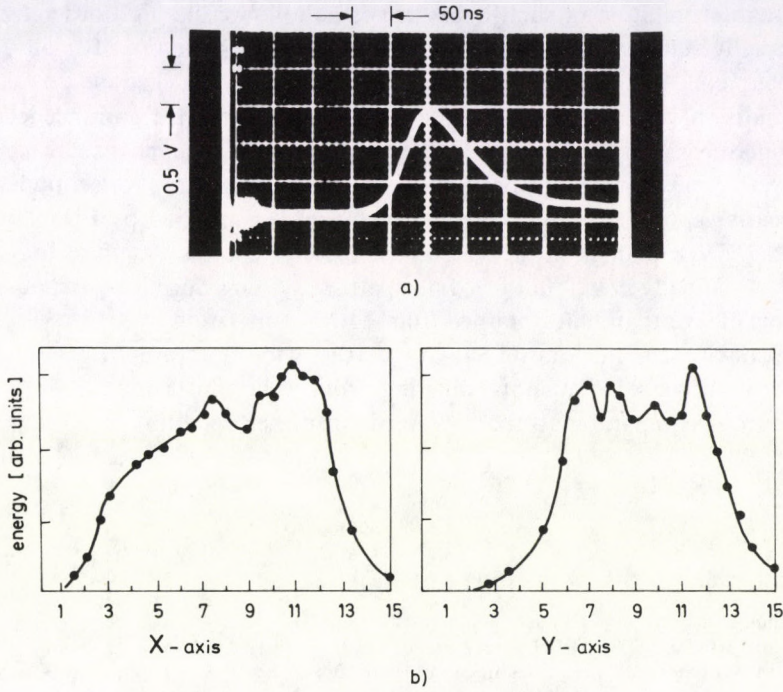 50 ns
0.5 V
a)
energy [arb. units]
1 3 5 7 9 11 13 15
1 3 5 7 9 11 13 15
X - axis
Y - axis
b)